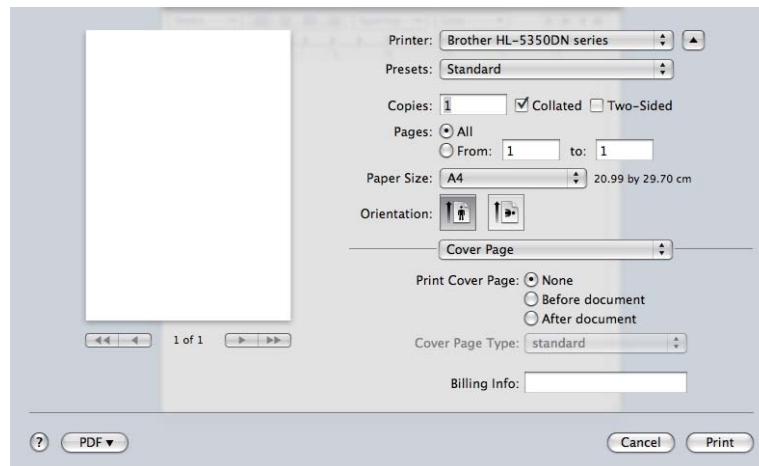 Printer: Brother HL-5350DN series
Presets: Standard
Copies: 1 Collated Two-Sided
Pages: All
From: 1 to: 1
Paper Size: A4 20.99 by 29.70 cm
Orientation:
Cover Page
Print Cover Page: None
Before document
After document
1 of 1
Cover Page Type: standard
Billing Info:
? PDF▼ Cancel Print